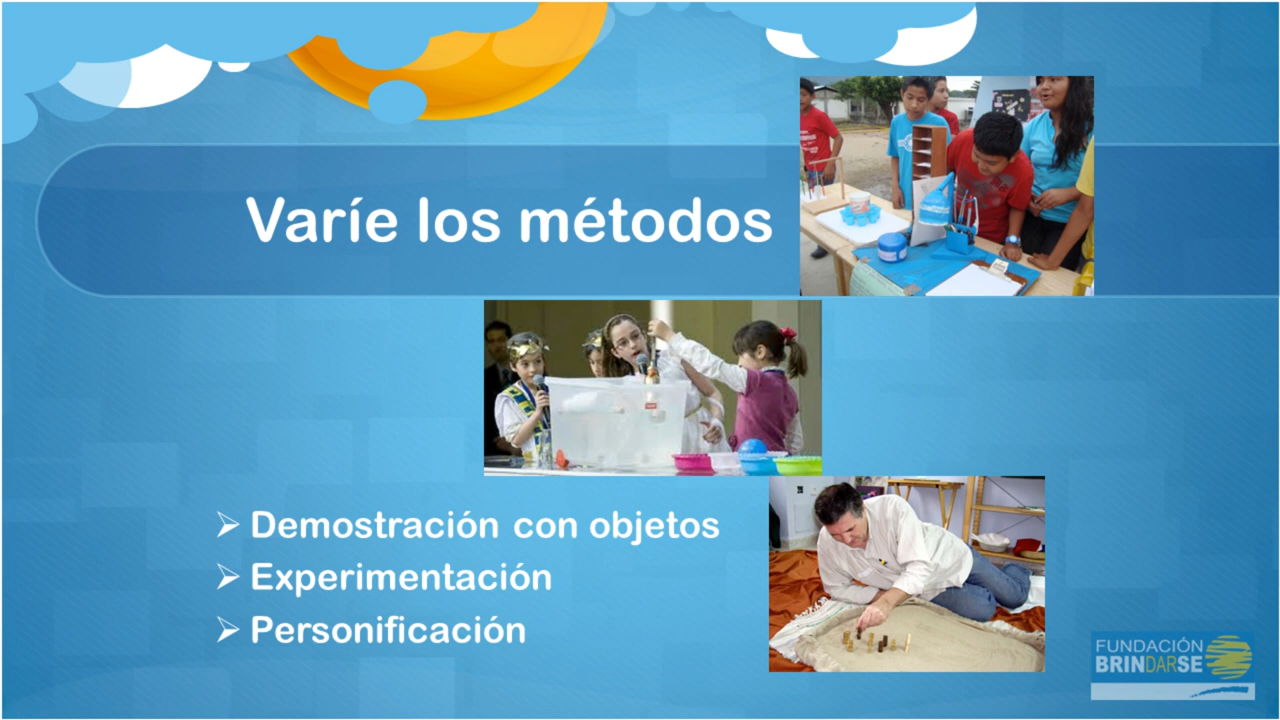 Varíe los métodos
Demostración con objetos
Experimentación
Personificación
FUNDACIÓN
BRINDARSE